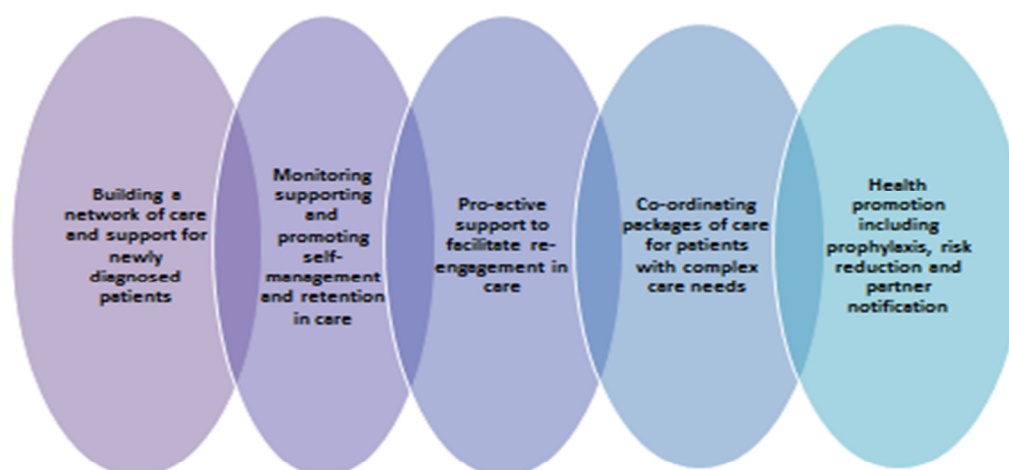 Building a
network of care
and support for
newly
diagnosed
patients
Monitoring
supporting
and
promoting
self-
management
and retention
in care
Pro-active
support to
facilitate re-
engagement in
care
Co-ordinating
packages of care
for patients
with complex
care needs
Health
promotion
including
prophylaxis, risk
reduction and
partner
notification